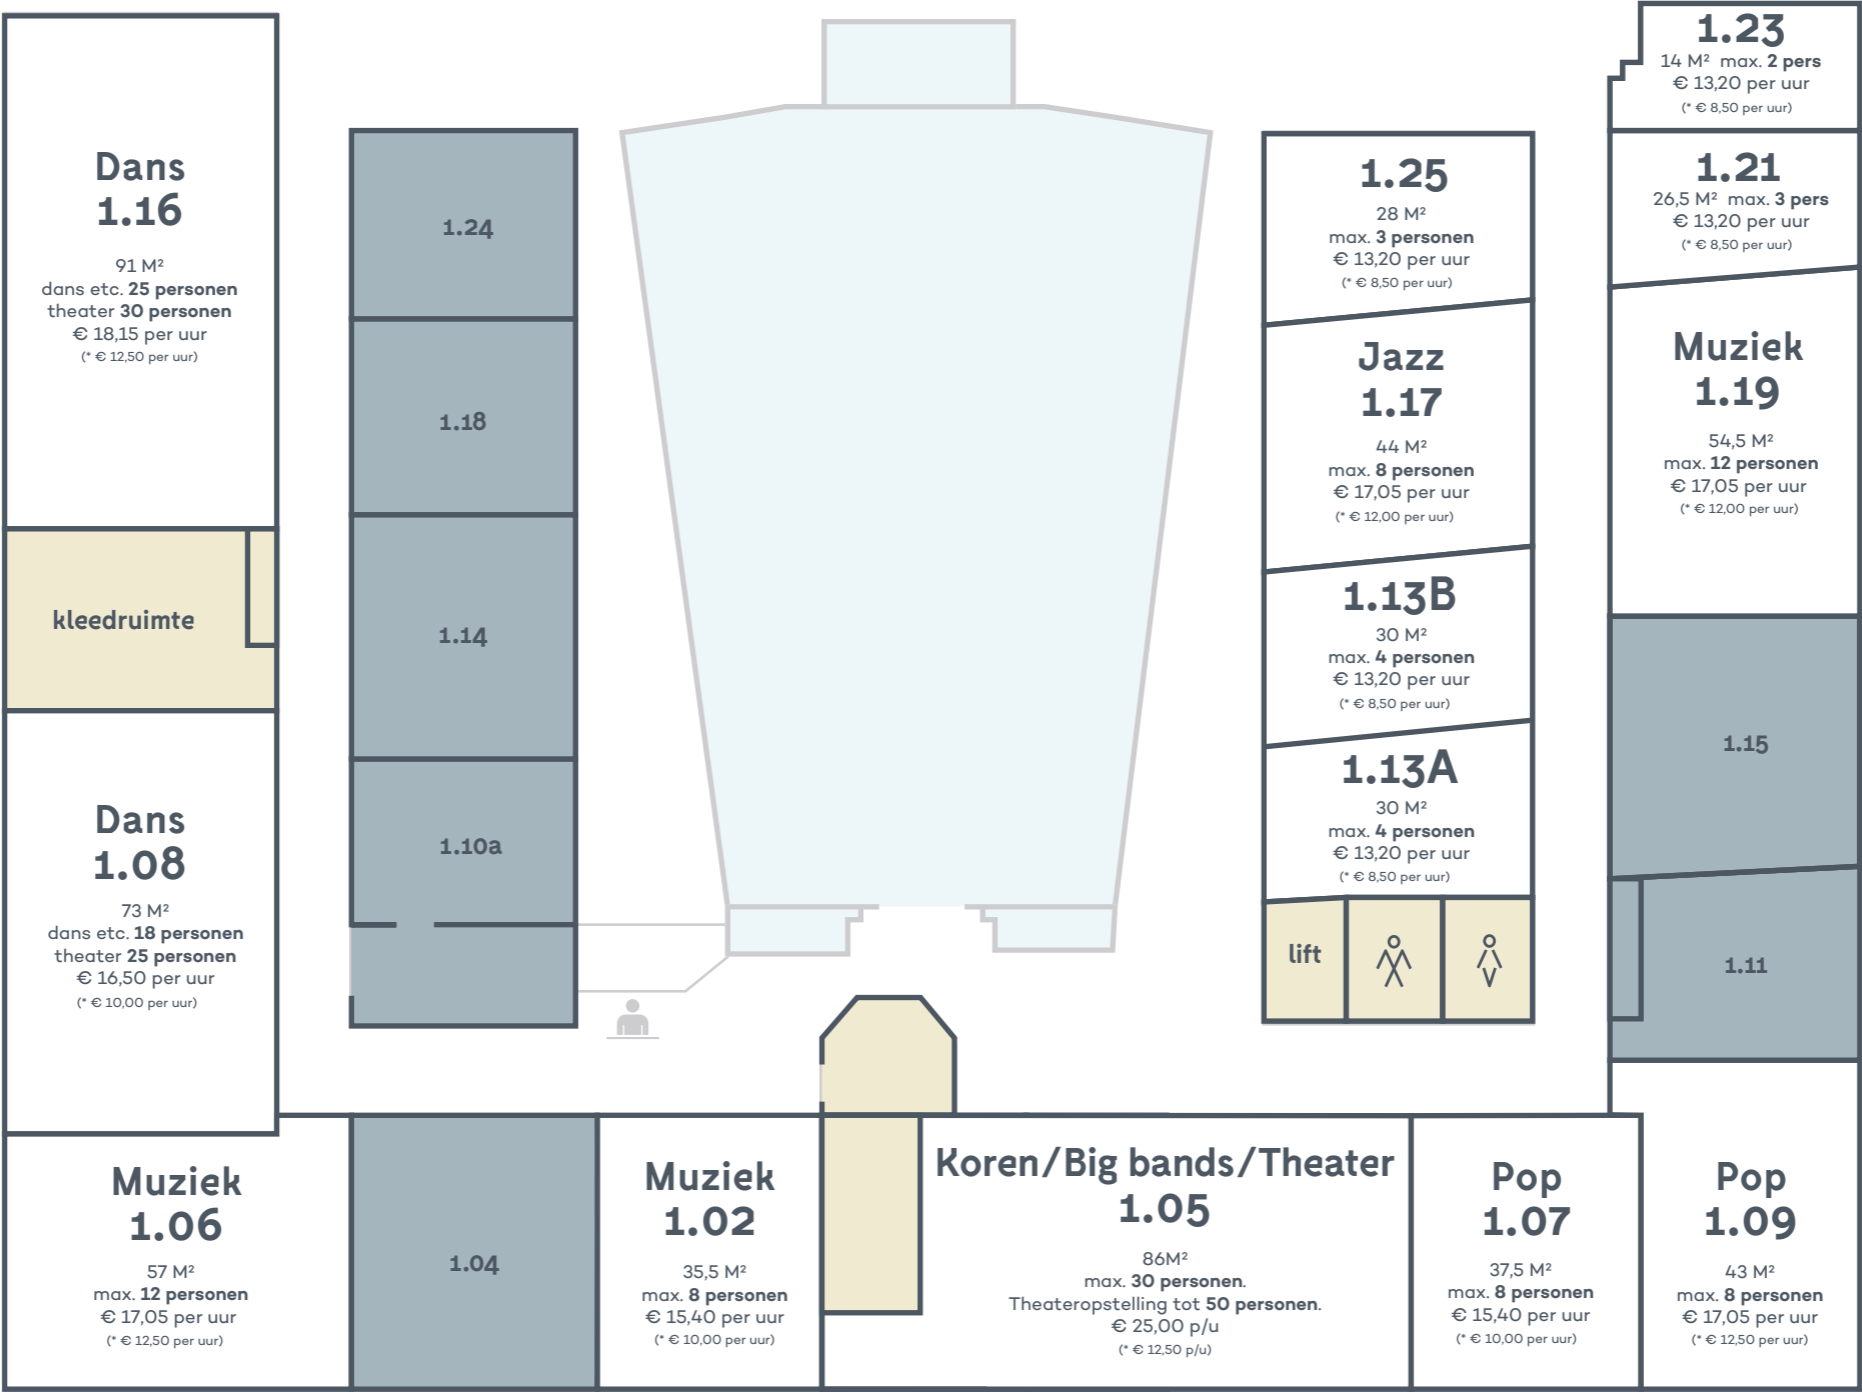 Dans
1.16
91 M²
dans etc. 25 personen
theater 30 personen
€ 18,15 per uur
(* € 12,50 per uur)
kleedruimte
Dans
1.08
73 M²
dans etc. 18 personen
theater 25 personen
€ 16,50 per uur
(* € 10,00 per uur)
Muziek
1.06
57 M²
max. 12 personen
€ 17,05 per uur
(* € 12,50 per uur)
1.24
1.18
1.14
1.10a
1.04
Muziek
1.02
35,5 M²
max. 8 personen
€ 15,40 per uur
(* € 10,00 per uur)
Koren/Big bands/Theater
1.05
86M²
max. 30 personen.
Theateropstelling tot 50 personen.
€ 25,00 p/u
(* € 12,50 p/u)
1.25
28 M²
max. 3 personen
€ 13,20 per uur
(* € 8,50 per uur)
Jazz
1.17
44 M²
max. 8 personen
€ 17,05 per uur
(* € 12,00 per uur)
1.13B
30 M²
max. 4 personen
€ 13,20 per uur
(* € 8,50 per uur)
1.13A
30 M²
max. 4 personen
€ 13,20 per uur
(* € 8,50 per uur)
lift
Pop
1.07
37,5 M²
max. 8 personen
€ 15,40 per uur
(* € 10,00 per uur)
1.23
14 M² max. 2 pers
€ 13,20 per uur
(* € 8,50 per uur)
1.21
26,5 M² max. 3 pers
€ 13,20 per uur
(* € 8,50 per uur)
Muziek
1.19
54,5 M²
max. 12 personen
€ 17,05 per uur
(* € 12,00 per uur)
1.15
1.11
Pop
1.09
43 M²
max. 8 personen
€ 17,05 per uur
(* € 12,50 per uur)